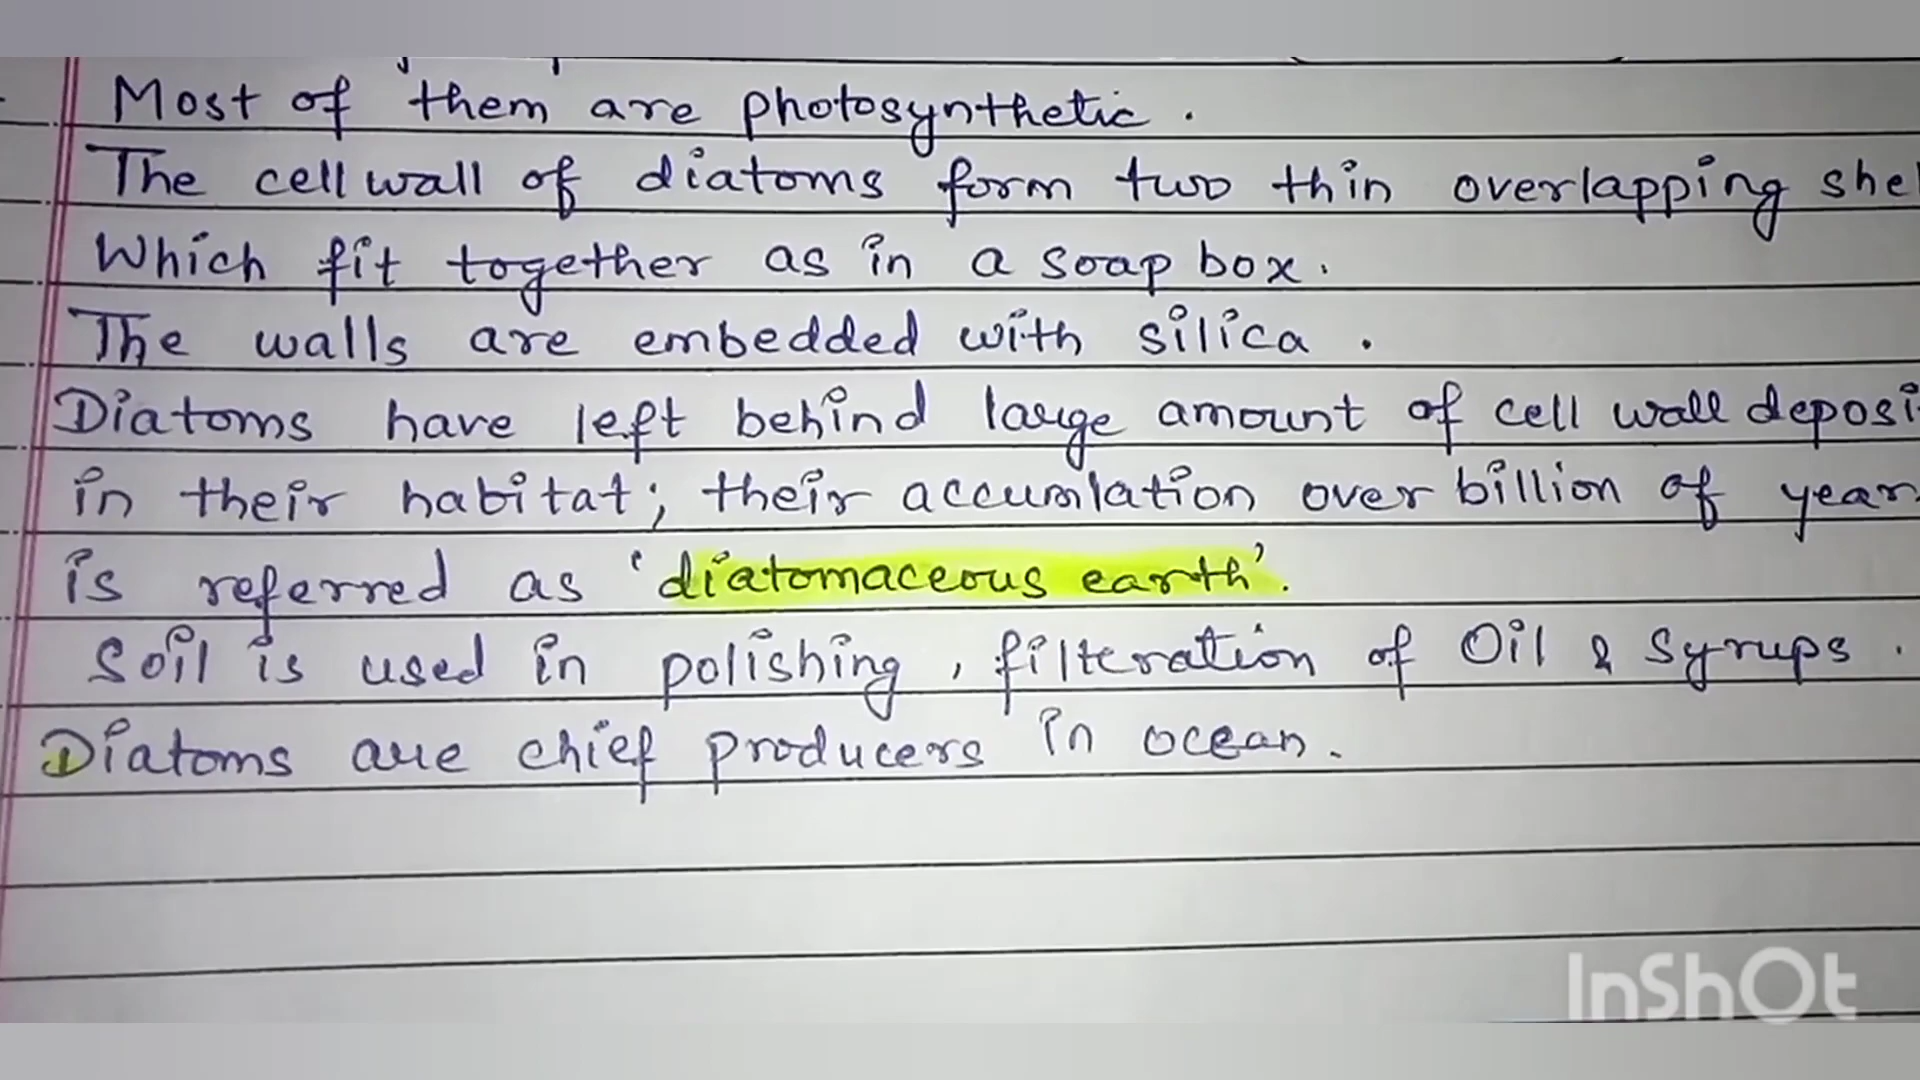 Most of them are photosynthetic.
The cell wall of diatoms form two thin overlapping shel
Which fit together as in a soap box.
The walls are embedded with silica.
Diatoms have left behind large amount of cell wall deposi
in their habitat; their accumlation over billion of year
is referred as 'diatomaceous earth'.
Soil is used in polishing, filteration of Oil & Syrups.
Diatoms are chief producers in ocean.
InShOt